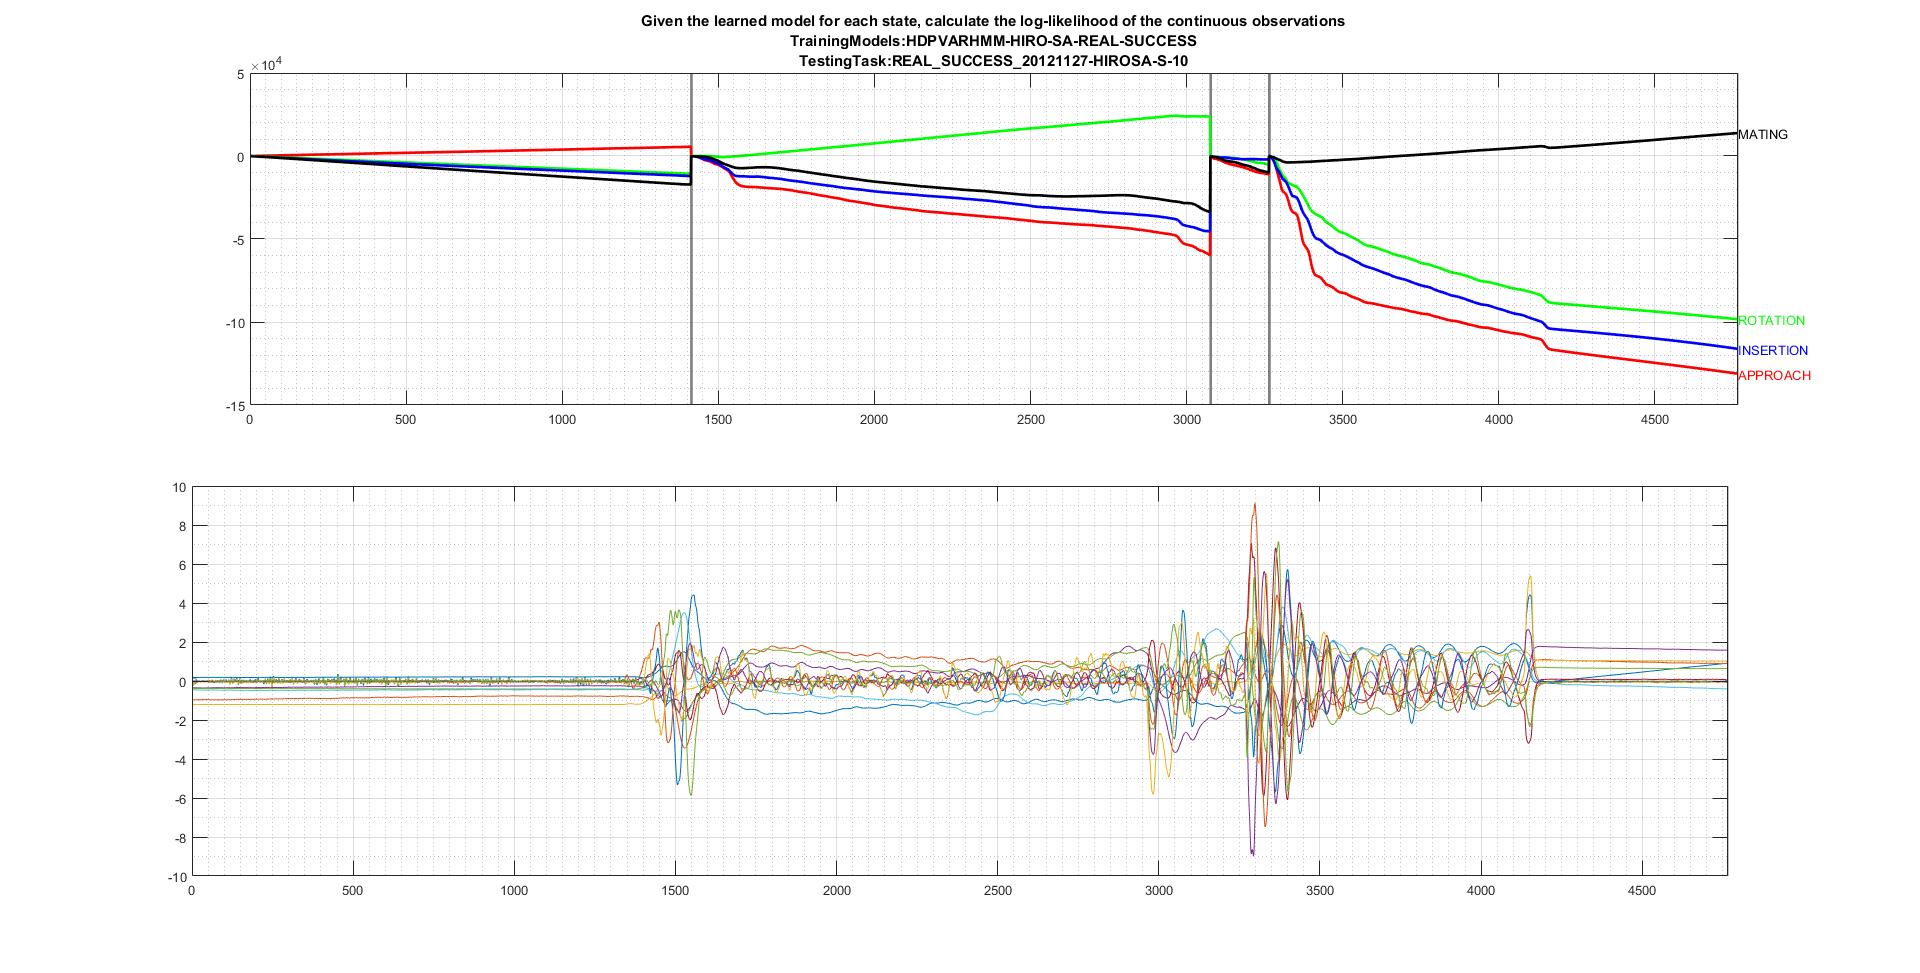 Given the learned model for each state, calculate the log-likelihood of the continuous observations
TrainingModels:HDPVARHMM-HIRO-SA-REAL-SUCCESS
TestingTask:REAL_SUCCESS_20121127-HIROSA-S-10
×10^4
5
0
-5
-10
-15
MATING
ROTATION
INSERTION
APPROACH
0 500 1000 1500 2000 2500 3000 3500 4000 4500
10
8
6
4
2
0
-2
-4
-6
-8
-10
0 500 1000 1500 2000 2500 3000 3500 4000 4500